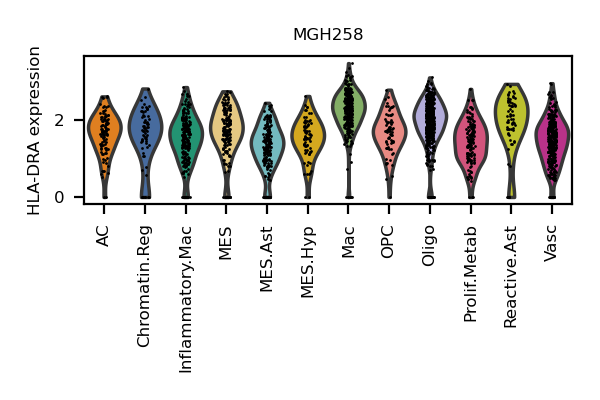 MGH258
HLA-DRA expression
2
0
AC
Chromatin.Reg
Inflammatory.Mac
MES
MES.Ast
MES.Hyp
Mac
OPC
Oligo
Prolif.Metab
Reactive.Ast
Vasc